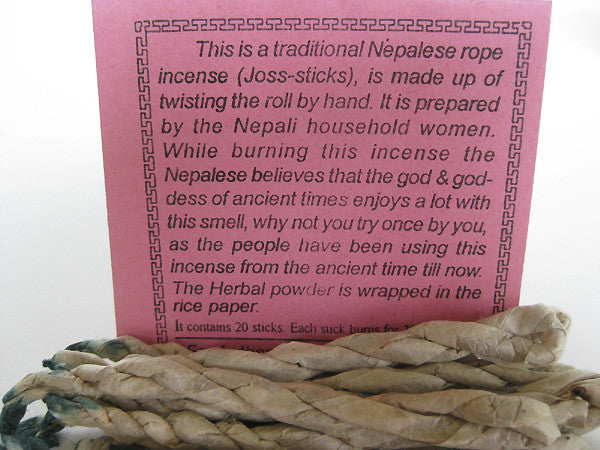 This is a traditional Nepalese rope
incense (Joss-sticks), is made up of
twisting the roll by hand. It is prepared
by the Nepali household women.
While burning this incense the
Nepalese believes that the god & god-
dess of ancient times enjoys a lot with
this smell, why not you try once by you,
as the people have been using this
incense from the ancient time till now.
The Herbal powder is wrapped in the
rice paper.
It contains 20 sticks. Each stick burns for